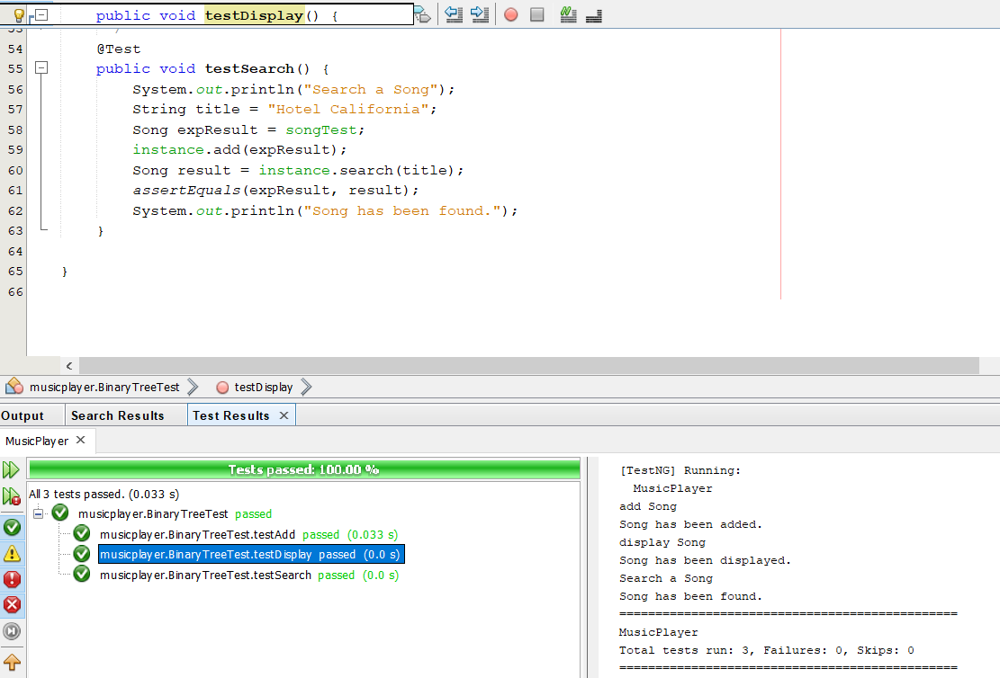 public void testDisplay() {
53 */
54 @Test
55 public void testSearch() {
56 System.out.println("Search a Song");
57 String title = "Hotel California";
58 Song expResult = songTest;
59 instance.add(expResult);
60 Song result = instance.search(title);
61 assertEquals(expResult, result);
62 System.out.println("Song has been found.");
63 }
64
65 }
66
musicplayer.BinaryTreeTest testDisplay
Output Search Results Test Results
MusicPlayer
Tests passed: 100.00 %
All 3 tests passed. (0.033 s)
musicplayer.BinaryTreeTest passed
musicplayer.BinaryTreeTest.testAdd passed (0.033 s)
musicplayer.BinaryTreeTest.testDisplay passed (0.0 s)
musicplayer.BinaryTreeTest.testSearch passed (0.0 s)
[TestNG] Running:
MusicPlayer
add Song
Song has been added.
display Song
Song has been displayed.
Search a Song
Song has been found.
===============================================
MusicPlayer
Total tests run: 3, Failures: 0, Skips: 0
===============================================